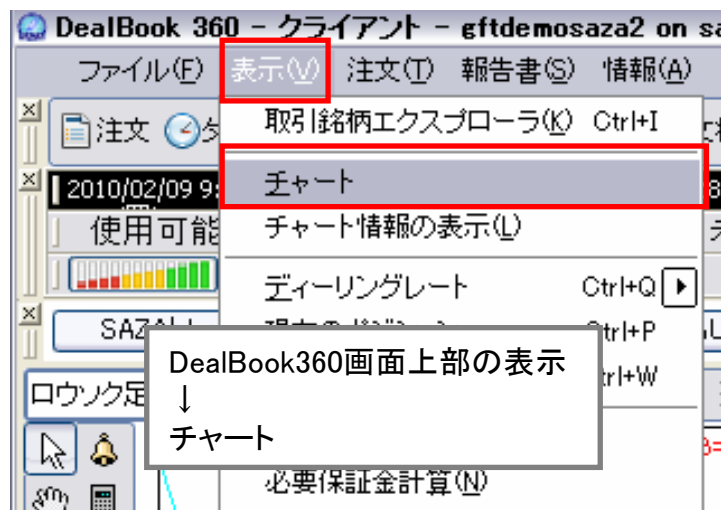 DealBook 360 - クライアント - gftdemosaza2 on sa
ファイル(F) 表示(V) 注文(T) 報告書(S) 情報(A)
注文
取引銘柄エクスプローラ(K) Ctrl+I
2010/02/09 9:
チャート
使用可能
チャート情報の表示(L)
ディーリングレート Ctrl+Q
Ctrl+P
ロウソク足
DealBook360画面上部の表示
↓
チャート
必要保証金計算(N)